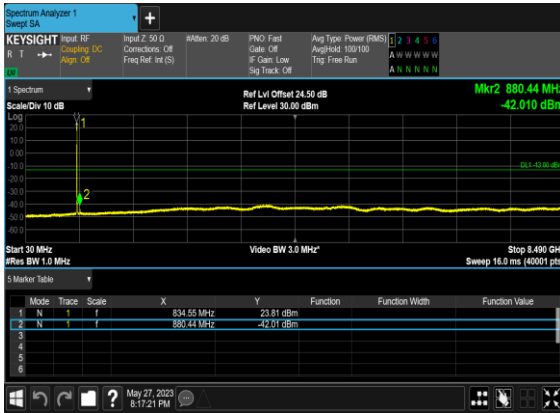 Spectrum Analyzer 1
Swept SA
+
KEYSIGHT Input: RF Input Z: 50 Ω #Atten: 20 dB PNO: Fast Avg Type: Power (RMS) 1 2 3 4 5 6
R T Coupling: DC Corrections: Off Gate: Off Avg|Hold: 100/100 A W W W W W
Align: Off Freq Ref: Int (S) IF Gain: Low Trig: Free Run
Sig Track: Off A N N N N N
1 Spectrum Ref Lvl Offset 24.50 dB Mkr2 880.44 MHz
Scale/Div 10 dB Ref Level 30.00 dBm -42.010 dBm
Log
20.0 1
10.0
0.00
-10.0 DL1 -13.00 dBm
-20.0
-30.0 2
-40.0
-50.0
-60.0
Start 30 MHz Video BW 3.0 MHz* Stop 8.490 GH
#Res BW 1.0 MHz Sweep 16.0 ms (40001 pts
5 Marker Table
Mode Trace Scale X Y Function Function Width Function Value
1 N 1 f 834.55 MHz 23.81 dBm
2 N 1 f 880.44 MHz -42.01 dBm
3
4
5
6
? May 27, 2023
8:17:21 PM